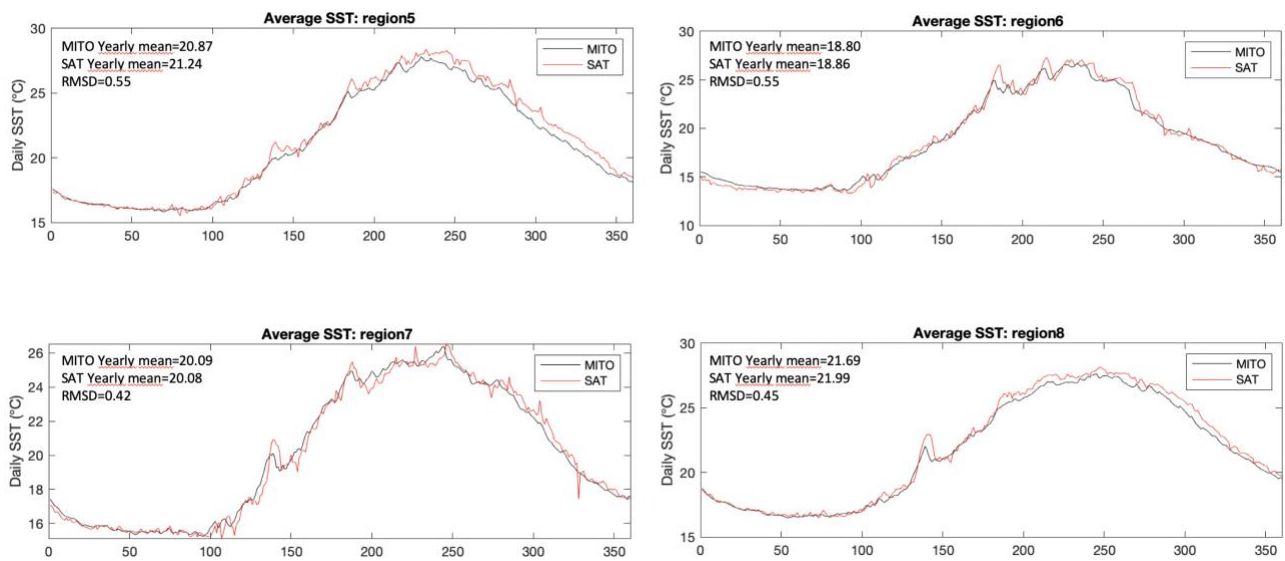 Average SST: region5
MITO Yearly mean=20.87
SAT Yearly mean=21.24
RMSD=0.55
MITO
SAT
Daily SST (°C)
30
25
20
15
0 50 100 150 200 250 300 350
Average SST: region6
MITO Yearly mean=18.80
SAT Yearly mean=18.86
RMSD=0.55
MITO
SAT
Daily SST (°C)
30
25
20
15
10
0 50 100 150 200 250 300 350
Average SST: region7
MITO Yearly mean=20.09
SAT Yearly mean=20.08
RMSD=0.42
MITO
SAT
Daily SST (°C)
26
24
22
20
18
16
0 50 100 150 200 250 300 350
Average SST: region8
MITO Yearly mean=21.69
SAT Yearly mean=21.99
RMSD=0.45
MITO
SAT
Daily SST (°C)
30
25
20
15
0 50 100 150 200 250 300 350